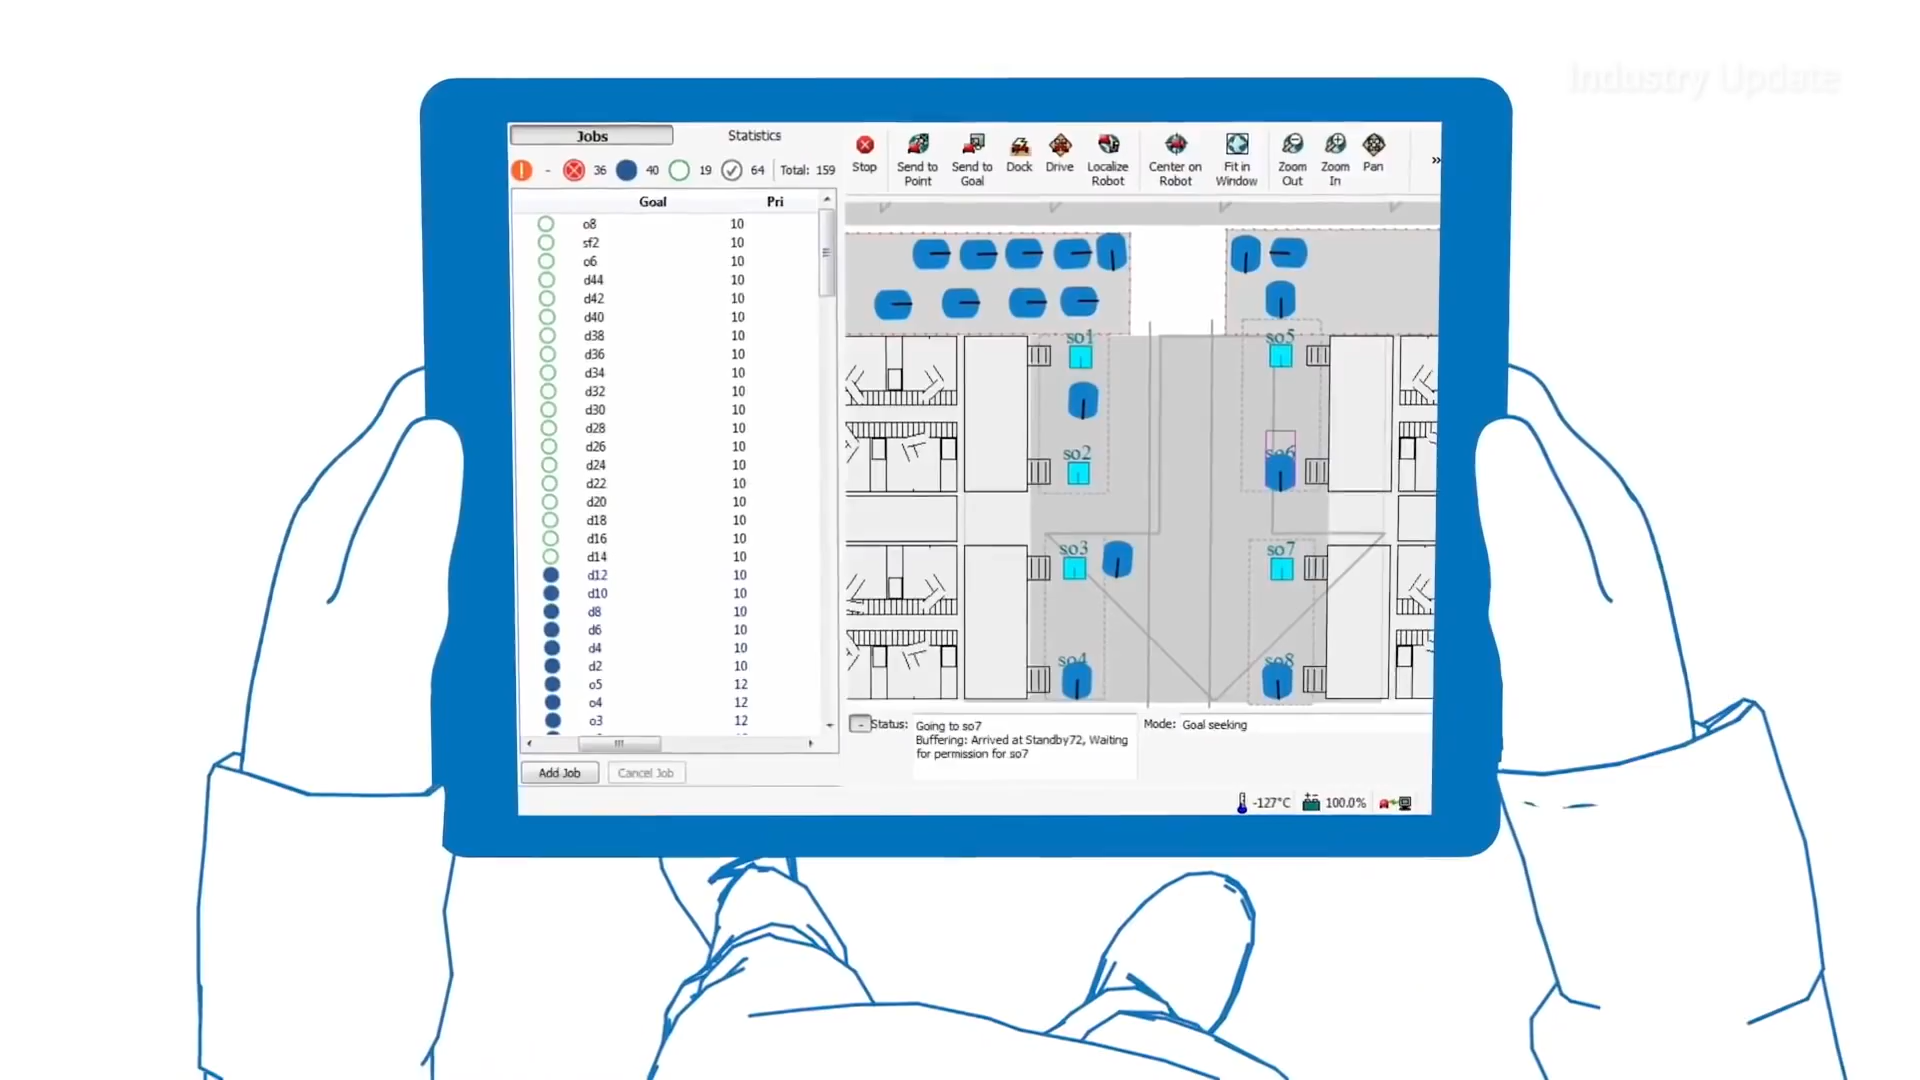 Industry Update
Jobs
Statistics
- 36 40 19 64 Total: 159
Goal Pri
o8 10
sf2 10
o6 10
d44 10
d42 10
d40 10
d38 10
d36 10
d34 10
d32 10
d30 10
d28 10
d26 10
d24 10
d22 10
d20 10
d18 10
d16 10
d14 10
d12 10
d10 10
d8 10
d6 10
d4 10
d2 10
o5 12
o4 12
o3 12
Add Job
Cancel Job
Stop
Send to
Point
Send to
Goal
Dock
Drive
Localize
Robot
Center on
Robot
Fit in
Window
Zoom
Out
Zoom
In
Pan
»
so1
so5
so2
so6
so3
so7
so4
so8
Status:
Going to so7
Buffering: Arrived at Standby72, Waiting
for permission for so7
Mode: Goal seeking
-127°C
100.0%